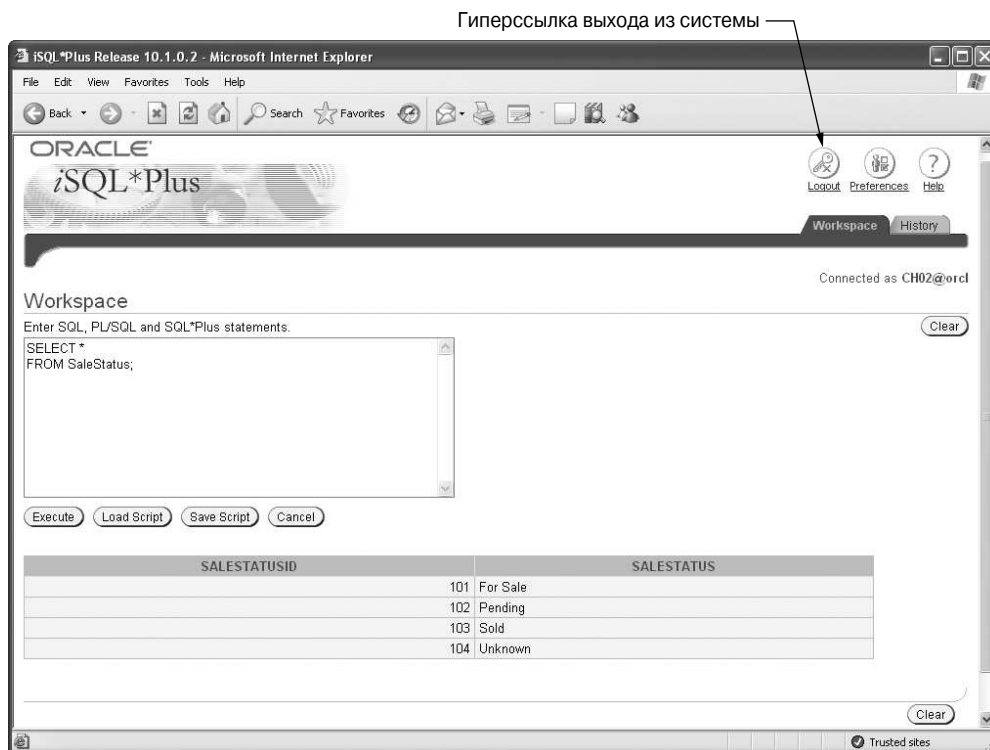 Гиперссылка выхода из системы
iSQL*Plus Release 10.1.0.2 - Microsoft Internet Explorer
File Edit View Favorites Tools Help
Back Search Favorites
ORACLE
iSQL*Plus
Logout Preferences Help
Workspace History
Connected as CH02@orcl
Workspace
Enter SQL, PL/SQL and SQL*Plus statements.
Clear
SELECT *
FROM SaleStatus;
Execute Load Script Save Script Cancel
SALESTATUSID SALESTATUS
101 For Sale
102 Pending
103 Sold
104 Unknown
Clear
Trusted sites